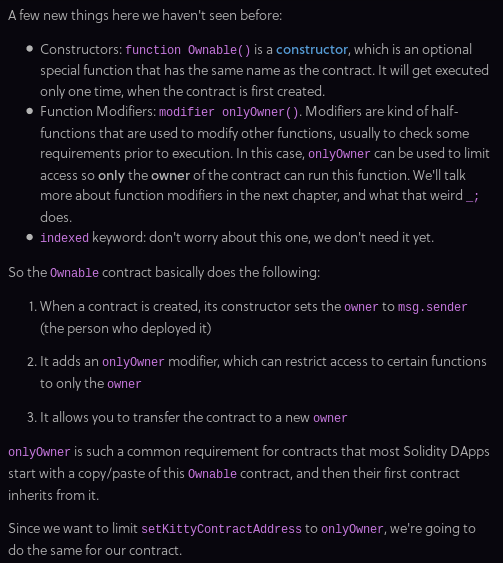 A few new things here we haven't seen before:
• Constructors: function Ownable() is a constructor, which is an optional
special function that has the same name as the contract. It will get executed
only one time, when the contract is first created.
• Function Modifiers: modifier onlyOwner(). Modifiers are kind of half-
functions that are used to modify other functions, usually to check some
requirements prior to execution. In this case, onlyOwner can be used to limit
access so only the owner of the contract can run this function. We'll talk
more about function modifiers in the next chapter, and what that weird _;
does.
• indexed keyword: don't worry about this one, we don't need it yet.
So the Ownable contract basically does the following:
1. When a contract is created, its constructor sets the owner to msg.sender
(the person who deployed it)
2. It adds an onlyOwner modifier, which can restrict access to certain functions
to only the owner
3. It allows you to transfer the contract to a new owner
onlyOwner is such a common requirement for contracts that most Solidity DApps
start with a copy/paste of this Ownable contract, and then their first contract
inherits from it.
Since we want to limit setKittyContractAddress to onlyOwner, we're going to
do the same for our contract.